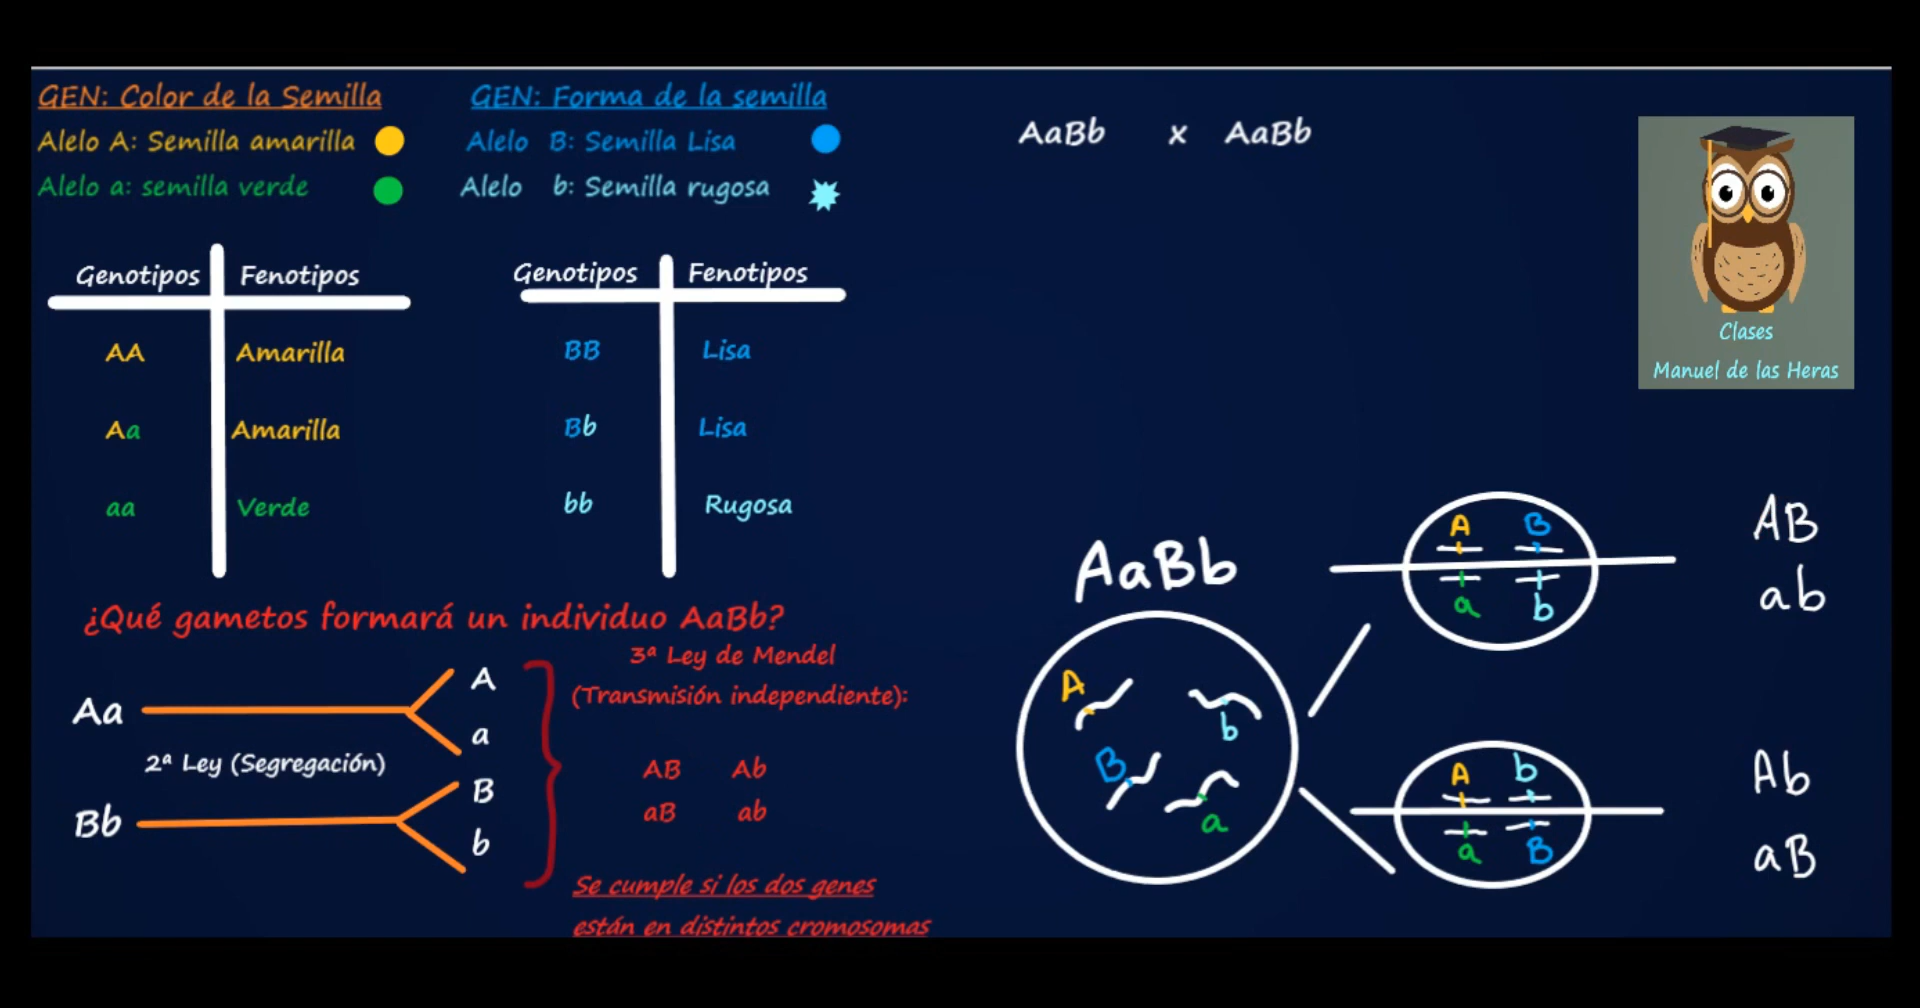 GEN: Color de la Semilla
Alelo A: Semilla amarilla
Alelo a: semilla verde
GEN: Forma de la semilla
Alelo B: Semilla Lisa
Alelo b: Semilla rugosa
AaBb x AaBb
Clases
Manuel de las Heras
Genotipos Fenotipos
AA Amarilla
Aa Amarilla
aa Verde
Genotipos Fenotipos
BB Lisa
Bb Lisa
bb Rugosa
¿Qué gametos formará un individuo AaBb?
Aa
A
a
2ª Ley (Segregación)
Bb
B
b
3ª Ley de Mendel
(Transmisión independiente):
AB Ab
aB ab
Se cumple si los dos genes
están en distintos cromosomas
AaBb
A
b
B
a
A B
a b
AB
ab
A b
a B
Ab
aB